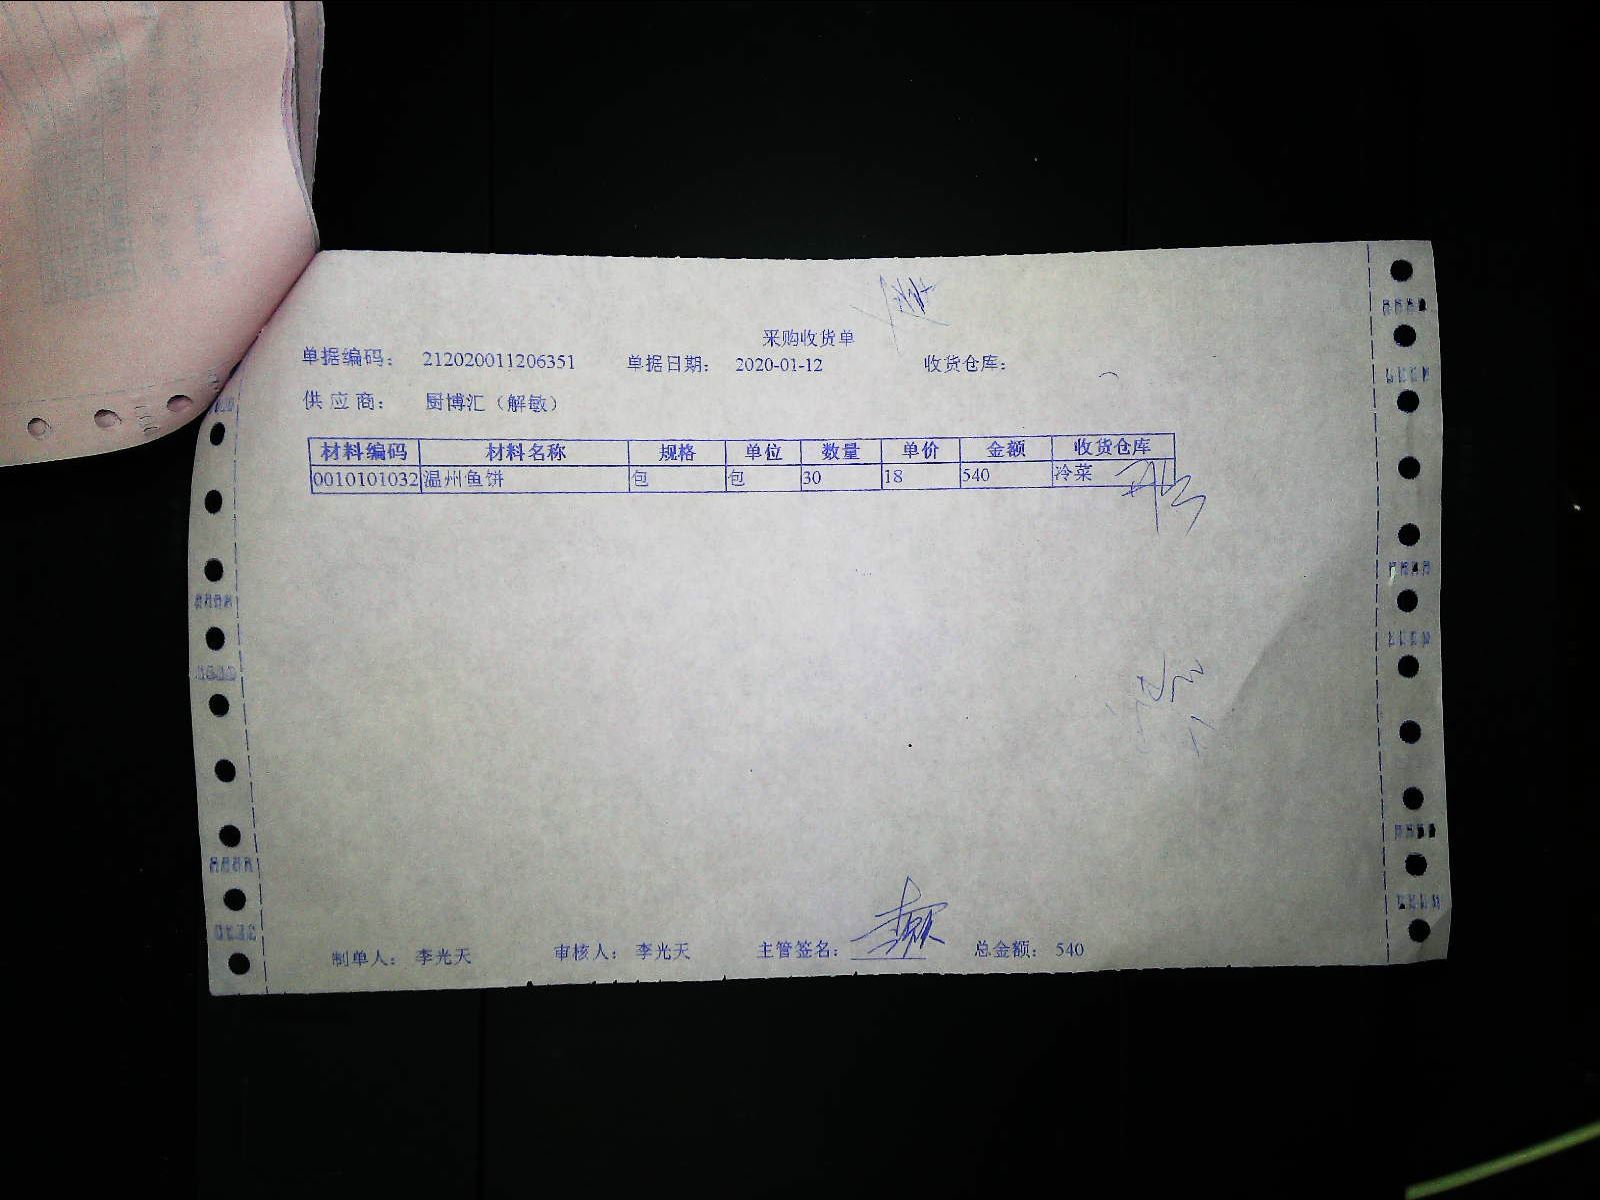 采购收货单
单据编码： 212020011206351 单据日期： 2020-01-12 收货仓库：
供应商： 厨博汇（解敏）
材料编码 材料名称 规格 单位 数量 单价 金额 收货仓库
0010101032 温州鱼饼 包 包 30 18 540 冷菜
制单人： 李光天 审核人： 李光天 主管签名： 总金额： 540